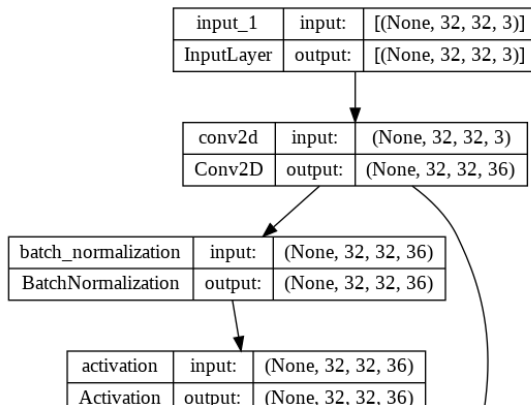 input_1 input: [(None, 32, 32, 3)]
InputLayer output: [(None, 32, 32, 3)]
conv2d input: (None, 32, 32, 3)
Conv2D output: (None, 32, 32, 36)
batch_normalization input: (None, 32, 32, 36)
BatchNormalization output: (None, 32, 32, 36)
activation input: (None, 32, 32, 36)
Activation output: (None, 32, 32, 36)